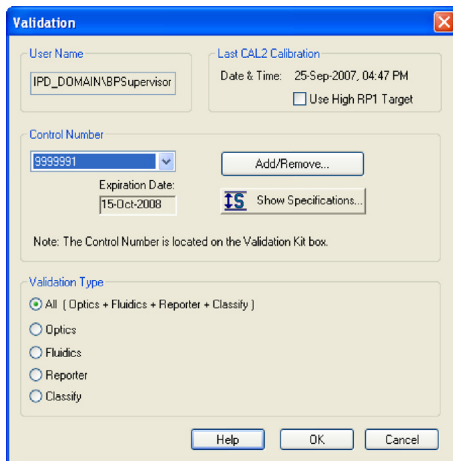 Validation
User Name
IPD_DOMAIN\BPSupervisor
Last CAL2 Calibration
Date & Time: 25-Sep-2007, 04:47 PM
Use High RP1 Target
Control Number
9999991
Add/Remove...
Expiration Date:
15-Oct-2008
Show Specifications...
Note: The Control Number is located on the Validation Kit box.
Validation Type
All ( Optics + Fluidics + Reporter + Classify )
Optics
Fluidics
Reporter
Classify
Help OK Cancel